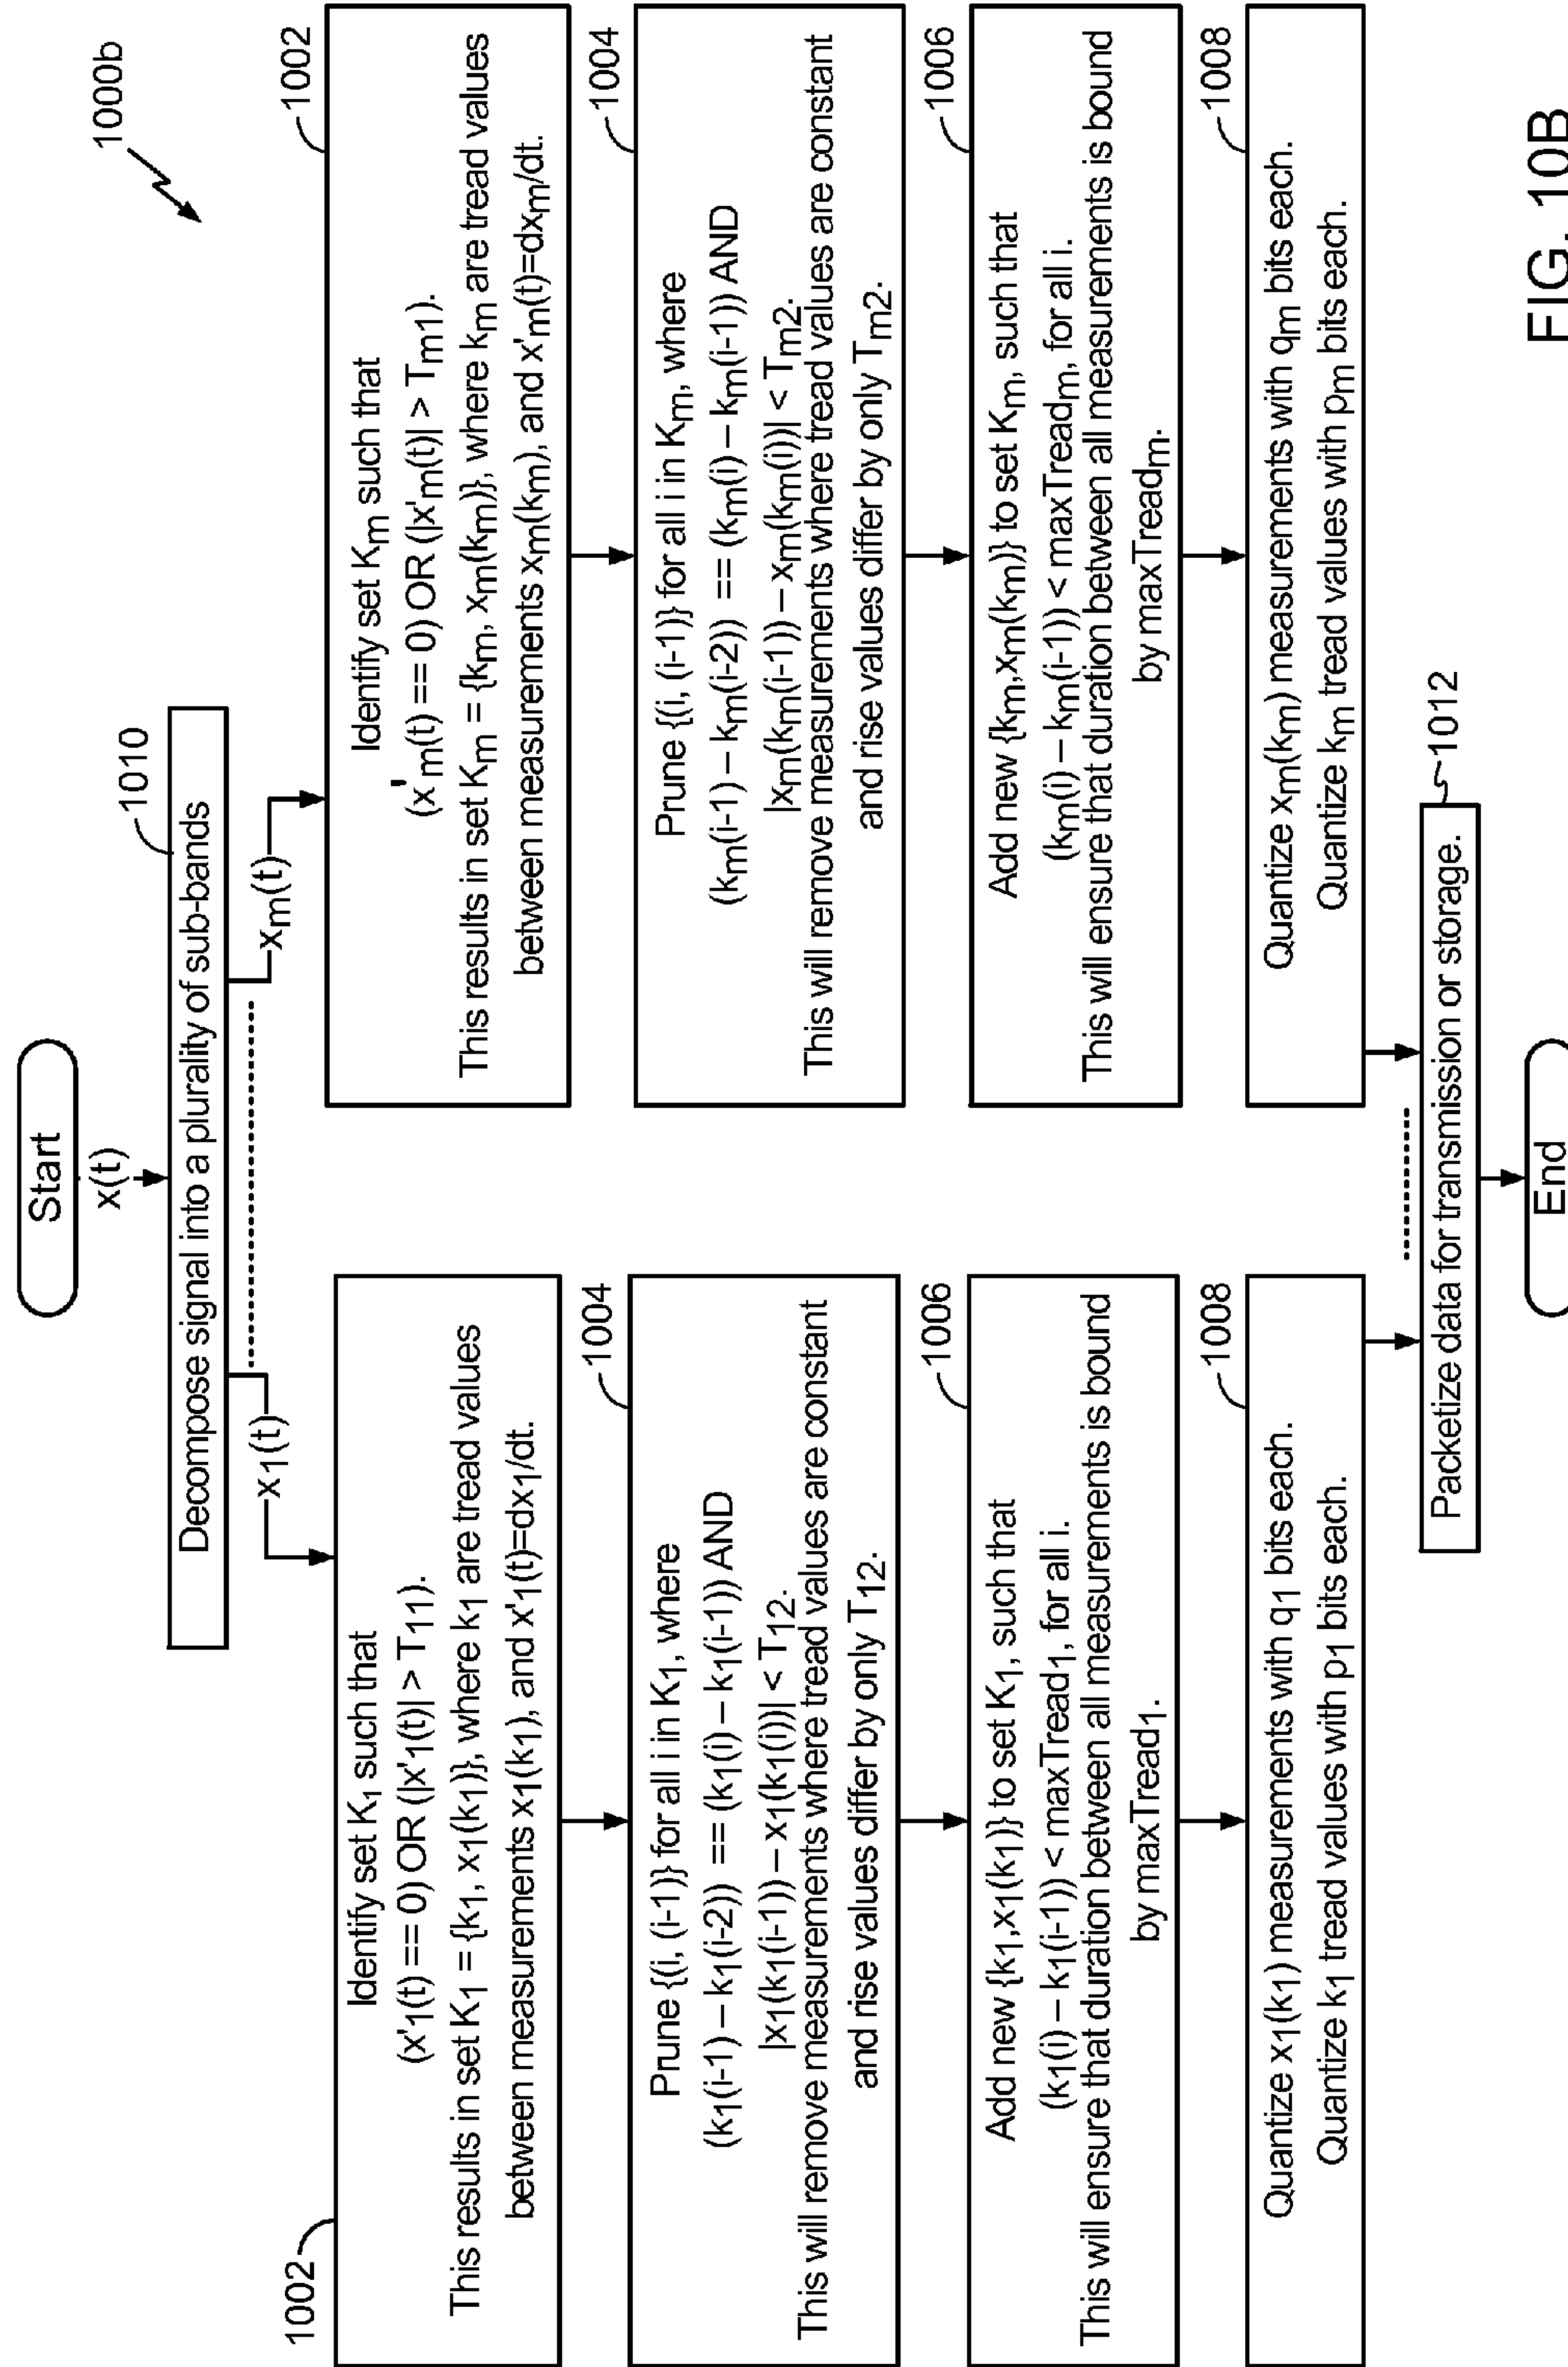 1000b
Start
x(t)
1010
Decompose signal into a plurality of sub-bands
x1(t)
xm(t)
1002
Identify set K1 such that
(x'1(t) == 0) OR (|x'1(t)| > T11).
This results in set K1 = {k1, x1(k1)}, where k1 are tread values
between measurements x1(k1), and x'1(t)=dx1/dt.
1004
Prune {(i, (i-1)} for all i in K1, where
(k1(i-1) – k1(i-2)) == (k1(i) – k1(i-1)) AND
|x1(k1(i-1)) – x1(k1(i))| < T12.
This will remove measurements where tread values are constant
and rise values differ by only T12.
1006
Add new {k1,x1(k1)} to set K1, such that
(k1(i) – k1(i-1)) < maxTread1, for all i.
This will ensure that duration between all measurements is bound
by maxTread1.
1008
Quantize x1(k1) measurements with q1 bits each.
Quantize k1 tread values with p1 bits each.
1002
Identify set Km such that
(x'm(t) == 0) OR (|x'm(t)| > Tm1).
This results in set Km = {km, xm(km)}, where km are tread values
between measurements xm(km), and x'm(t)=dxm/dt.
1004
Prune {(i, (i-1)} for all i in Km, where
(km(i-1) – km(i-2)) == (km(i) – km(i-1)) AND
|xm(km(i-1)) – xm(km(i))| < Tm2.
This will remove measurements where tread values are constant
and rise values differ by only Tm2.
1006
Add new {km,xm(km)} to set Km, such that
(km(i) – km(i-1)) < maxTreadm, for all i.
This will ensure that duration between all measurements is bound
by maxTreadm.
1008
Quantize xm(km) measurements with qm bits each.
Quantize km tread values with pm bits each.
1012
Packetize data for transmission or storage.
End
FIG. 10B